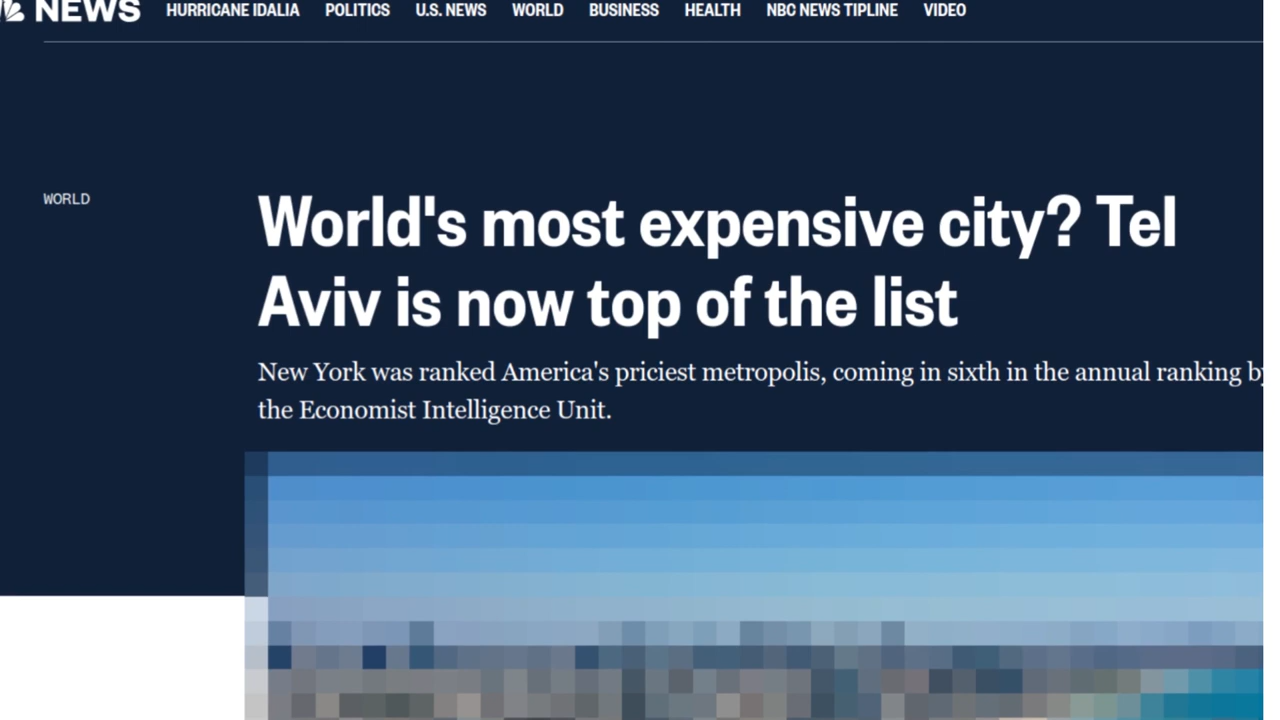 NEWS HURRICANE IDALIA POLITICS U.S. NEWS WORLD BUSINESS HEALTH NBC NEWS TIPLINE VIDEO
WORLD
World's most expensive city? Tel
Aviv is now top of the list
New York was ranked America's priciest metropolis, coming in sixth in the annual ranking by
the Economist Intelligence Unit.